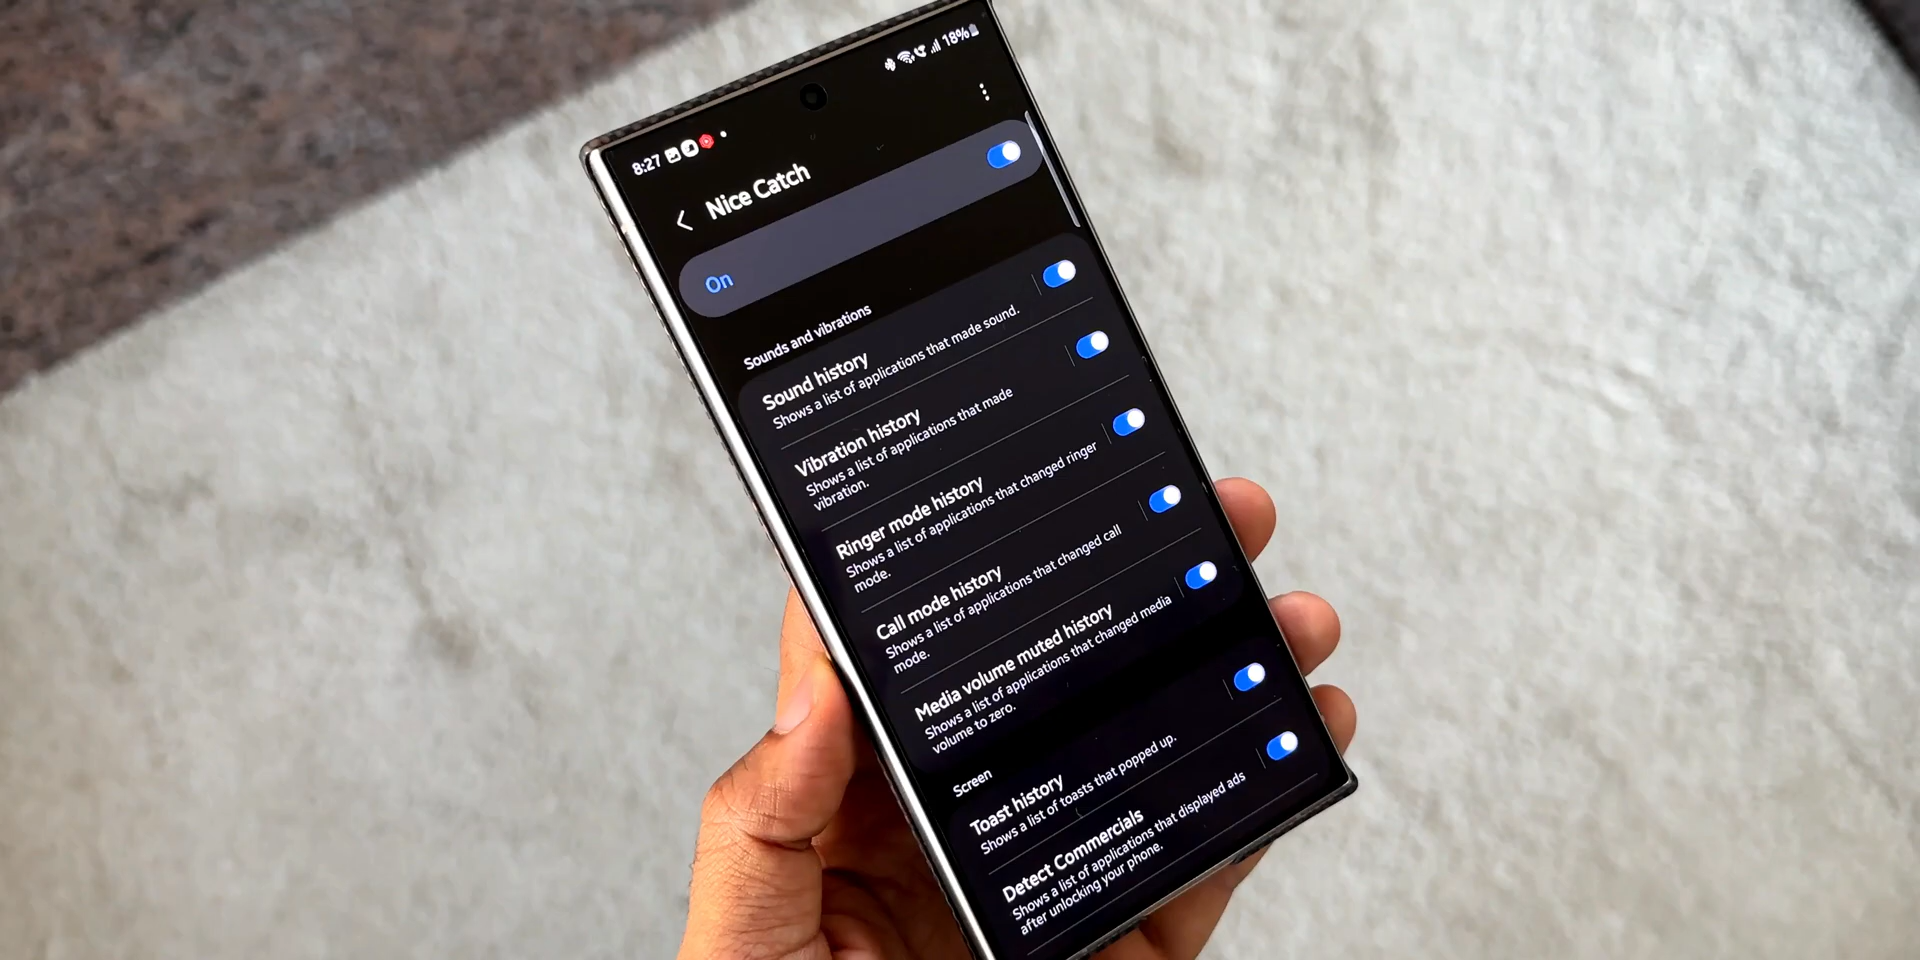 8:27
18%
Nice Catch
On
Sounds and vibrations
Sound history
Shows a list of applications that made sound.
Vibration history
Shows a list of applications that made
vibration.
Ringer mode history
Shows a list of applications that changed ringer
mode.
Call mode history
Shows a list of applications that changed call
mode.
Media volume muted history
Shows a list of applications that changed media
volume to zero.
Screen
Toast history
Shows a list of toasts that popped up.
Detect Commercials
Shows a list of applications that displayed ads
after unlocking your phone.